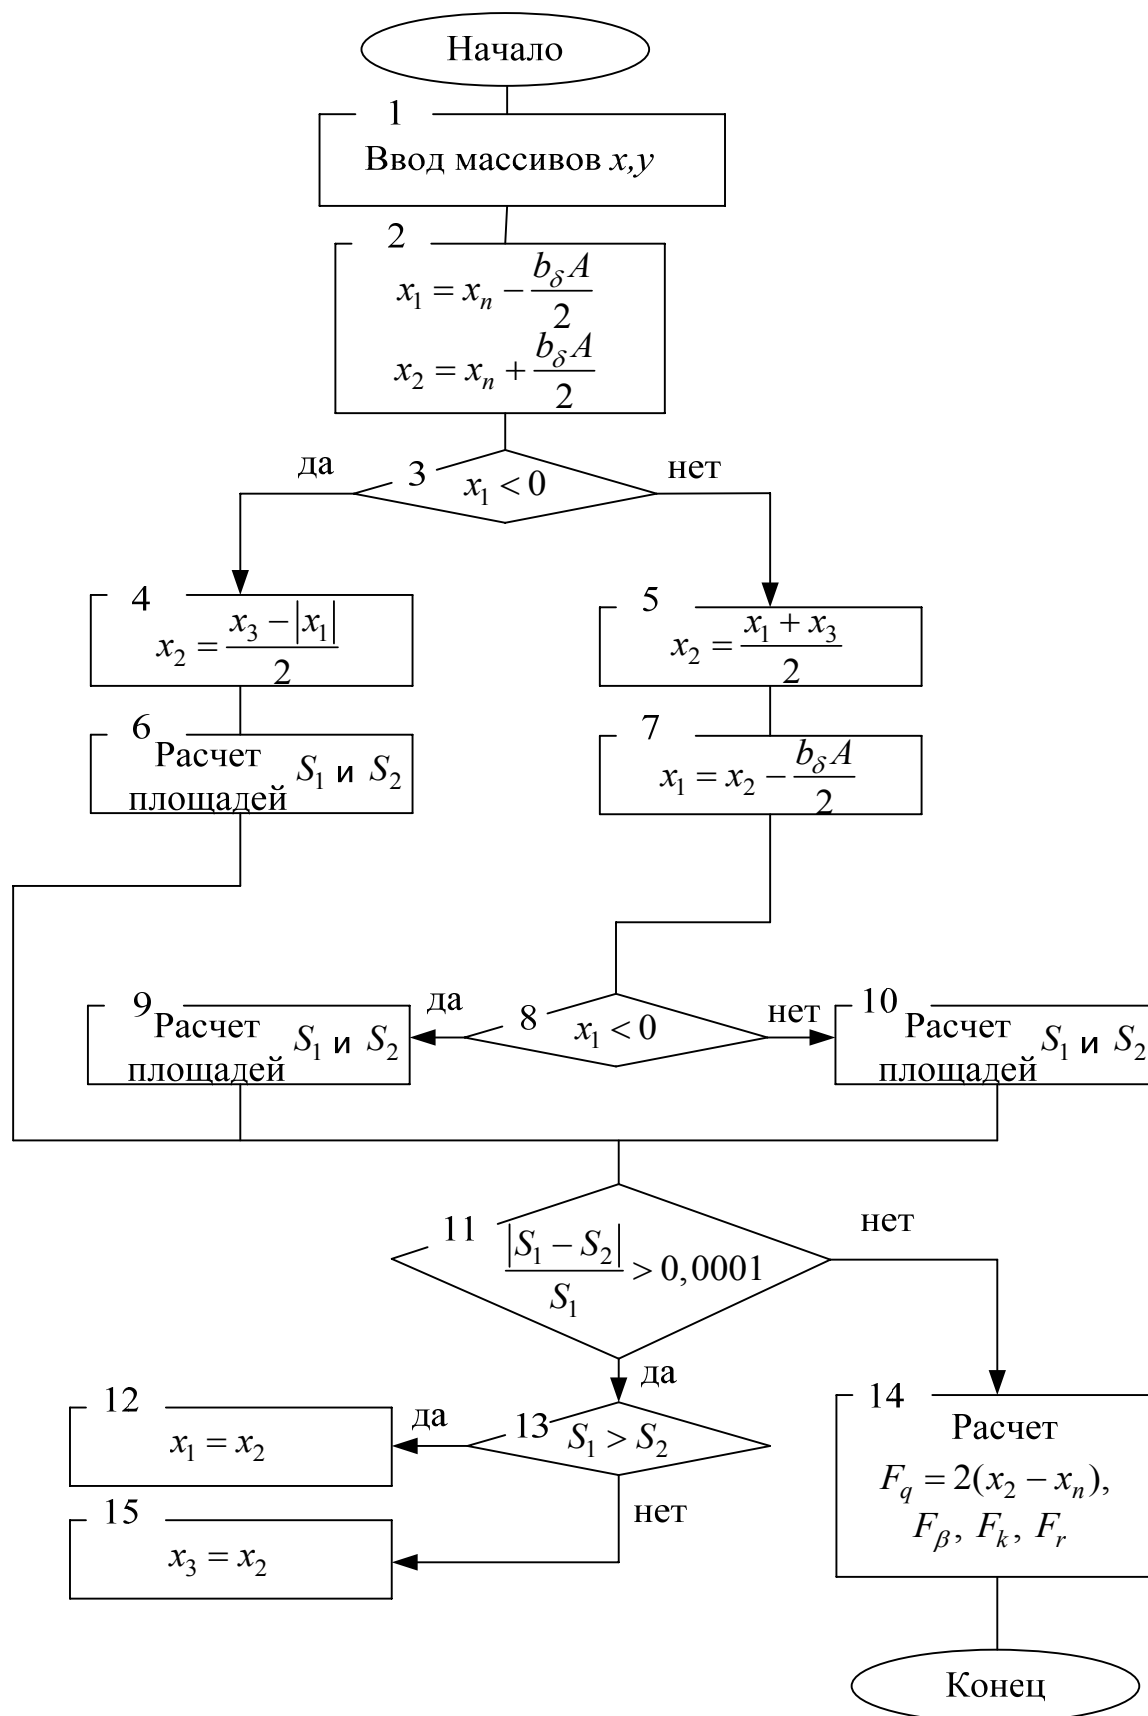 Начало
1
Ввод массивов x,y
2
x₁ = xₙ − b_δ A / 2
x₂ = xₙ + b_δ A / 2
да
3
x₁ < 0
нет
4
x₂ = (x₃ − |x₁|) / 2
5
x₂ = (x₁ + x₃) / 2
6
Расчет площадей S₁ и S₂
7
x₁ = x₂ − b_δ A / 2
8
x₁ < 0
да
нет
9
Расчет площадей S₁ и S₂
10
Расчет площадей S₁ и S₂
11
|S₁ − S₂| / S₁ > 0,0001
нет
да
12
x₁ = x₂
да
13
S₁ > S₂
нет
15
x₃ = x₂
14
Расчет
F_q = 2(x₂ − xₙ),
F_β, F_k, F_r
Конец